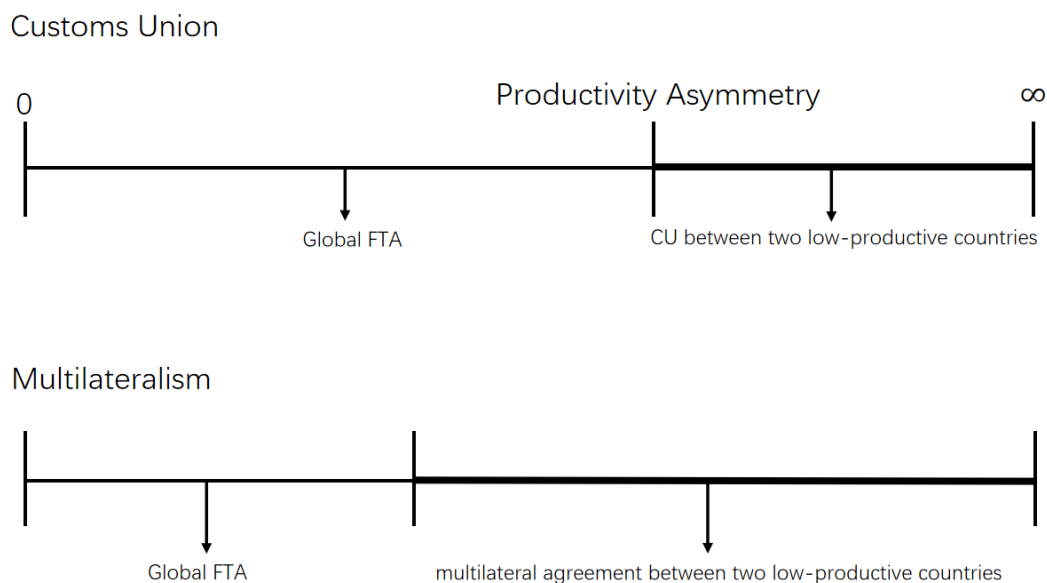 Customs Union
0
Productivity Asymmetry
∞
Global FTA
CU between two low-productive countries
Multilateralism
Global FTA
multilateral agreement between two low-productive countries